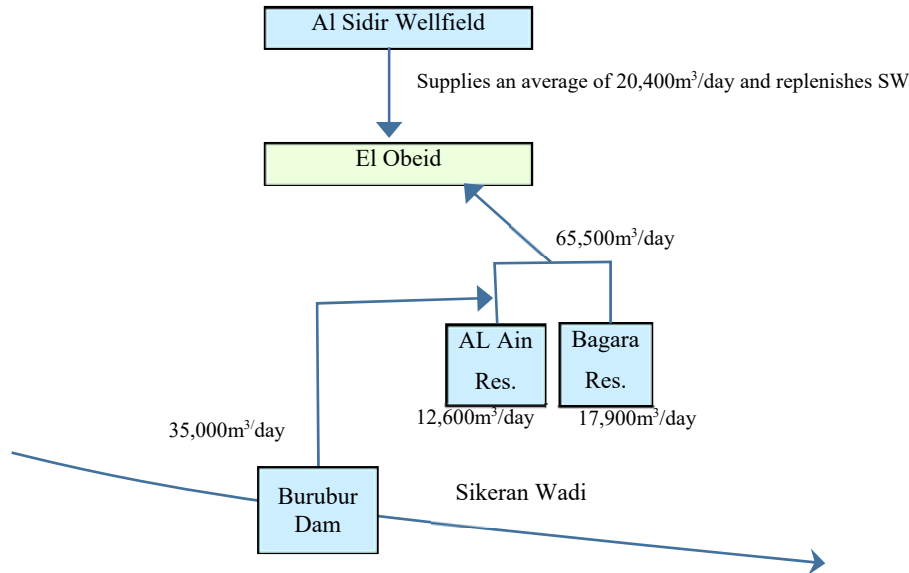 Al Sidir Wellfield
Supplies an average of 20,400m³/day and replenishes SW
El Obeid
65,500m³/day
AL Ain
Res.
Bagara
Res.
12,600m³/day
17,900m³/day
35,000m³/day
Burubur
Dam
Sikeran Wadi